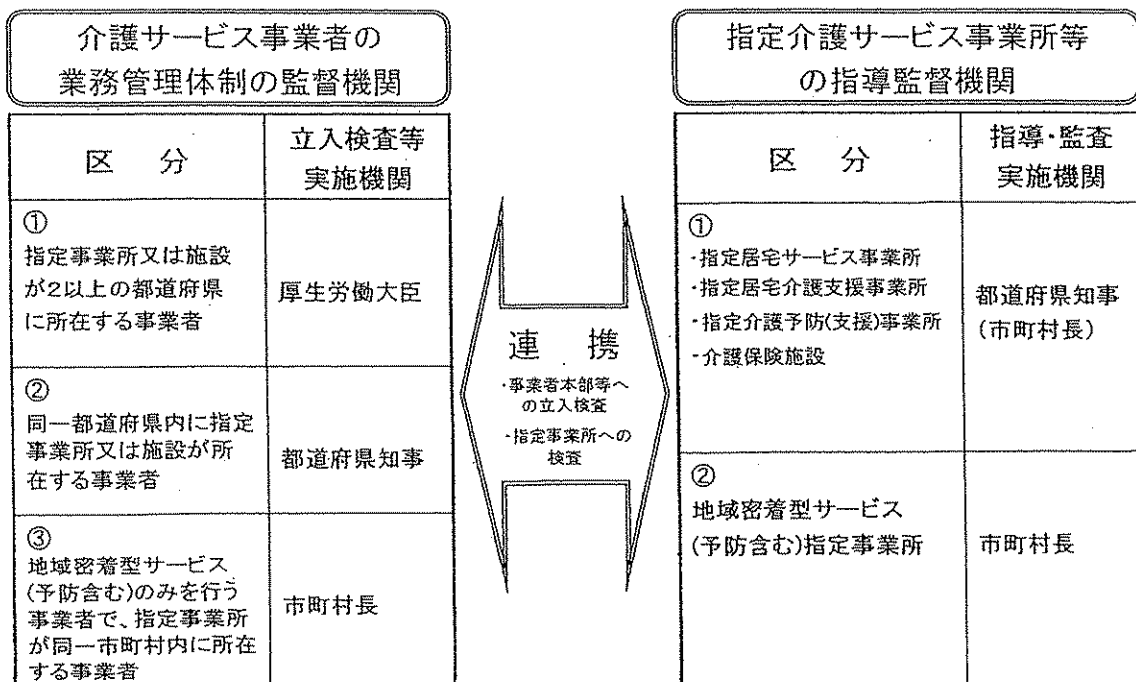 介護サービス事業者の
業務管理体制の監督機関
区 分
立入検査等
実施機関
①
指定事業所又は施設
が2以上の都道府県
に所在する事業者
厚生労働大臣
②
同一都道府県内に指定
事業所又は施設が所
在する事業者
都道府県知事
③
地域密着型サービス
(予防含む)のみを行う
事業者で、指定事業所
が同一市町村内に所在
する事業者
市町村長
連 携
・事業者本部等へ
の立入検査
・指定事業所への
検査
指定介護サービス事業所等
の指導監督機関
区 分
指導・監査
実施機関
①
・指定居宅サービス事業所
・指定居宅介護支援事業所
・指定介護予防(支援)事業所
・介護保険施設
都道府県知事
(市町村長)
②
地域密着型サービス
(予防含む)指定事業所
市町村長